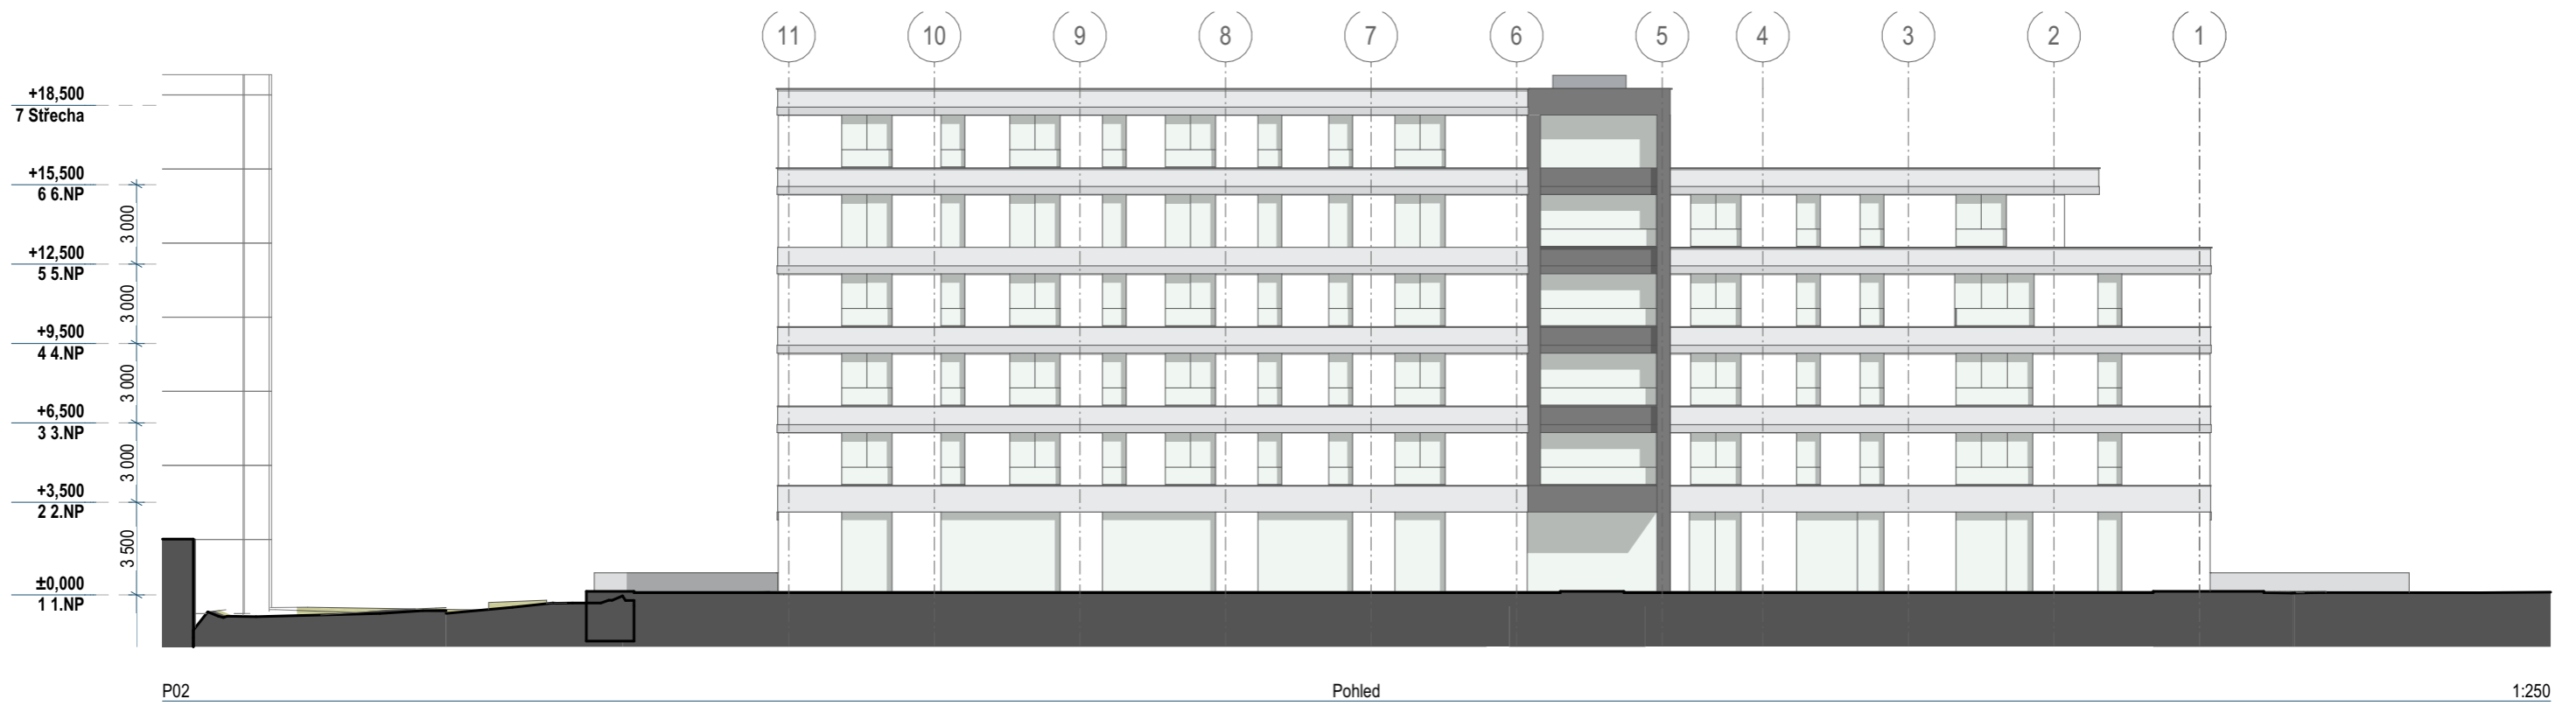 11 10 9 8 7 6 5 4 3 2 1
+18,500
7 Střecha
+15,500
6 6.NP
3 000
+12,500
5 5.NP
3 000
+9,500
4 4.NP
3 000
+6,500
3 3.NP
3 000
+3,500
2 2.NP
3 500
±0,000
1 1.NP
P02 Pohled 1:250